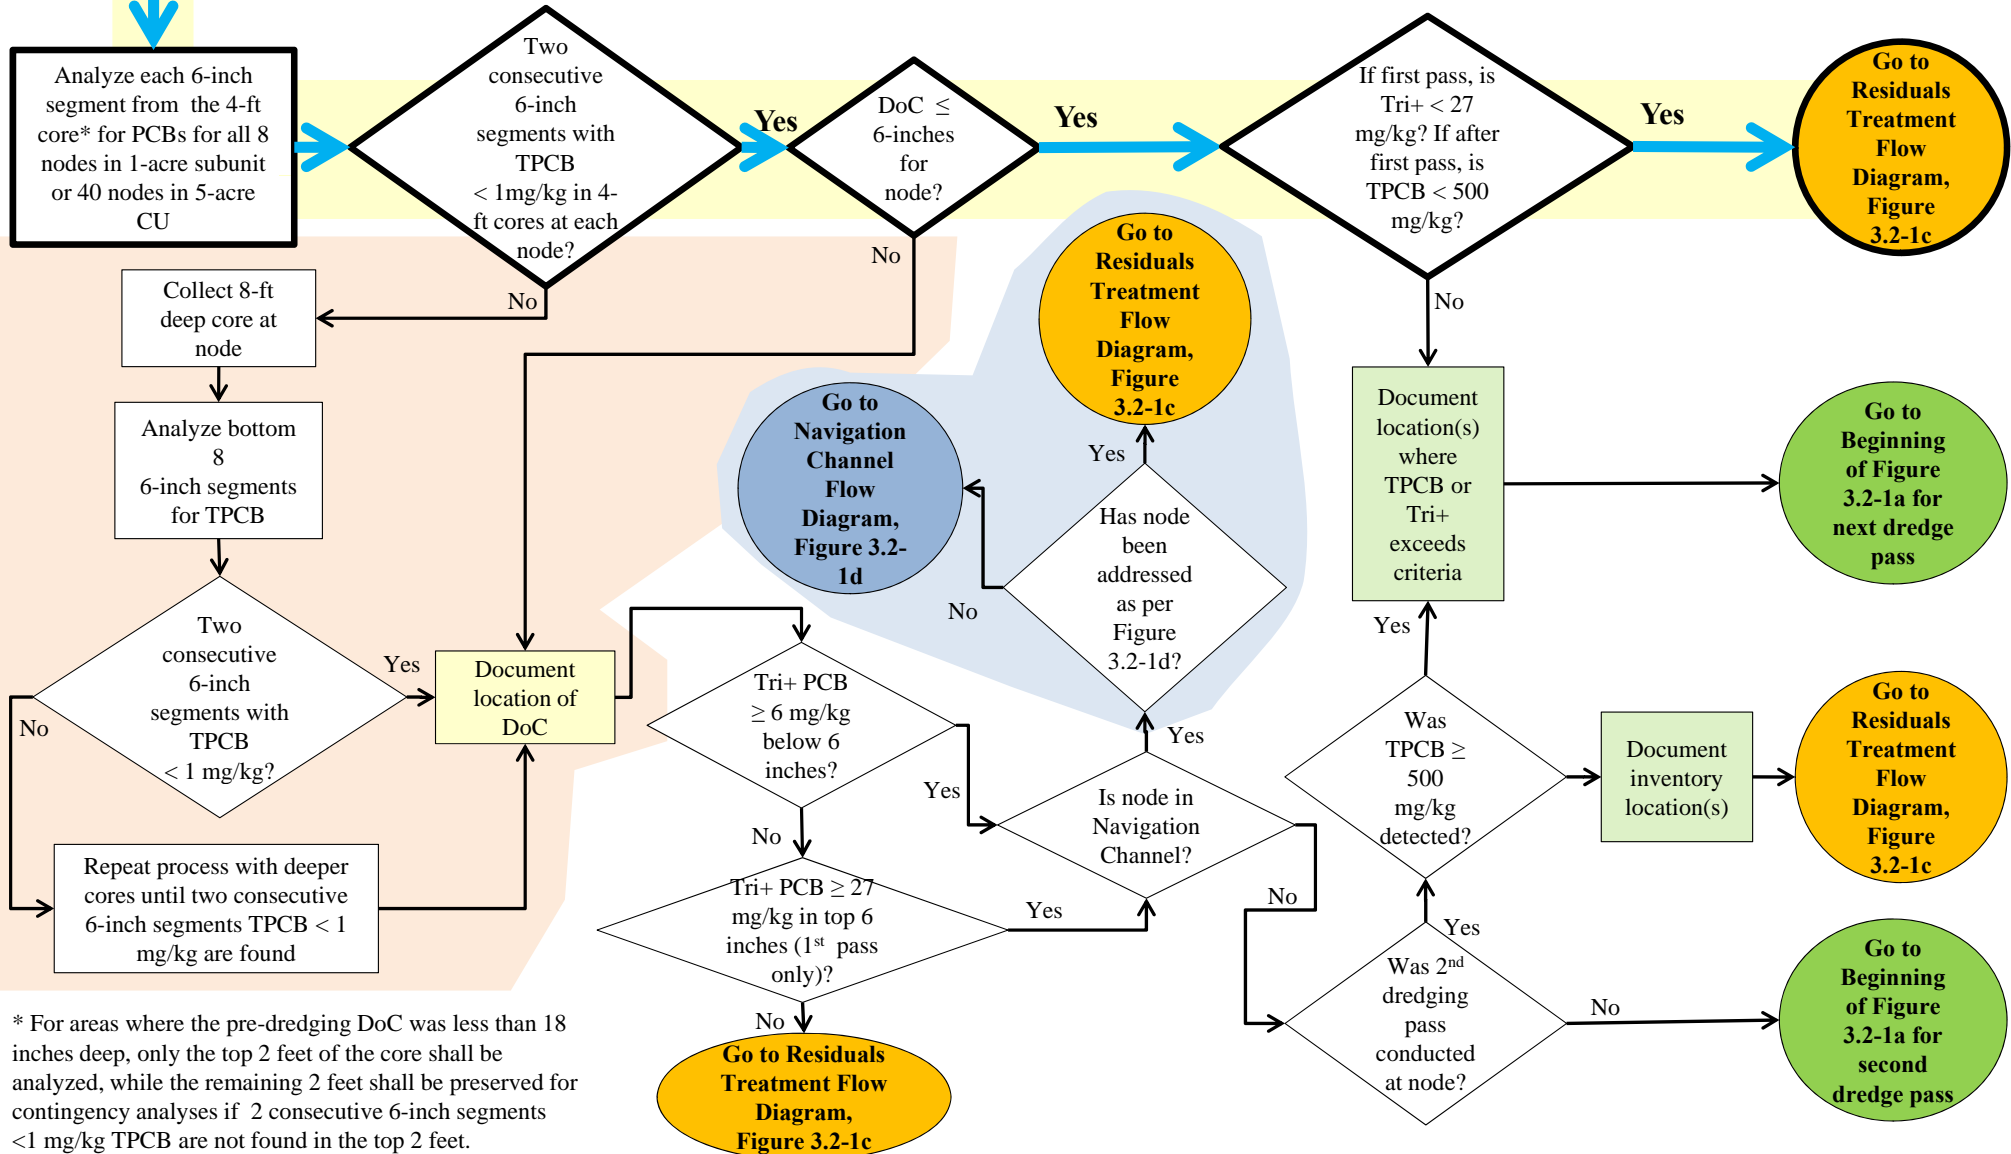 Analyze each 6-inch
segment from the 4-ft
core* for PCBs for all 8
nodes in 1-acre subunit
or 40 nodes in 5-acre
CU
Two
consecutive
6-inch
segments with
TPCB
< 1mg/kg in 4-
ft cores at each
node?
Yes
No
DoC ≤
6-inches
for
node?
Yes
No
If first pass, is
Tri+ < 27
mg/kg? If after
first pass, is
TPCB < 500
mg/kg?
Yes
No
Go to
Residuals
Treatment
Flow
Diagram,
Figure
3.2-1c
Collect 8-ft
deep core at
node
Analyze bottom
8
6-inch segments
for TPCB
Two
consecutive
6-inch
segments with
TPCB
< 1 mg/kg?
Yes
No
Repeat process with deeper
cores until two consecutive
6-inch segments TPCB < 1
mg/kg are found
Document
location of
DoC
Tri+ PCB
≥ 6 mg/kg
below 6
inches?
Yes
No
Tri+ PCB ≥ 27
mg/kg in top 6
inches (1st pass
only)?
Yes
No
Go to Residuals
Treatment Flow
Diagram,
Figure 3.2-1c
Is node in
Navigation
Channel?
Yes
No
Has node
been
addressed
as per
Figure
3.2-1d?
Yes
No
Go to
Residuals
Treatment
Flow
Diagram,
Figure
3.2-1c
Go to
Navigation
Channel
Flow
Diagram,
Figure 3.2-
1d
Document
location(s)
where
TPCB or
Tri+
exceeds
criteria
Go to
Beginning
of Figure
3.2-1a for
next dredge
pass
Yes
Was
TPCB ≥
500
mg/kg
detected?
Document
inventory
location(s)
Go to
Residuals
Treatment
Flow
Diagram,
Figure
3.2-1c
Yes
Was 2nd
dredging
pass
conducted
at node?
No
Go to
Beginning
of Figure
3.2-1a for
second
dredge pass
* For areas where the pre-dredging DoC was less than 18
inches deep, only the top 2 feet of the core shall be
analyzed, while the remaining 2 feet shall be preserved for
contingency analyses if 2 consecutive 6-inch segments
<1 mg/kg TPCB are not found in the top 2 feet.